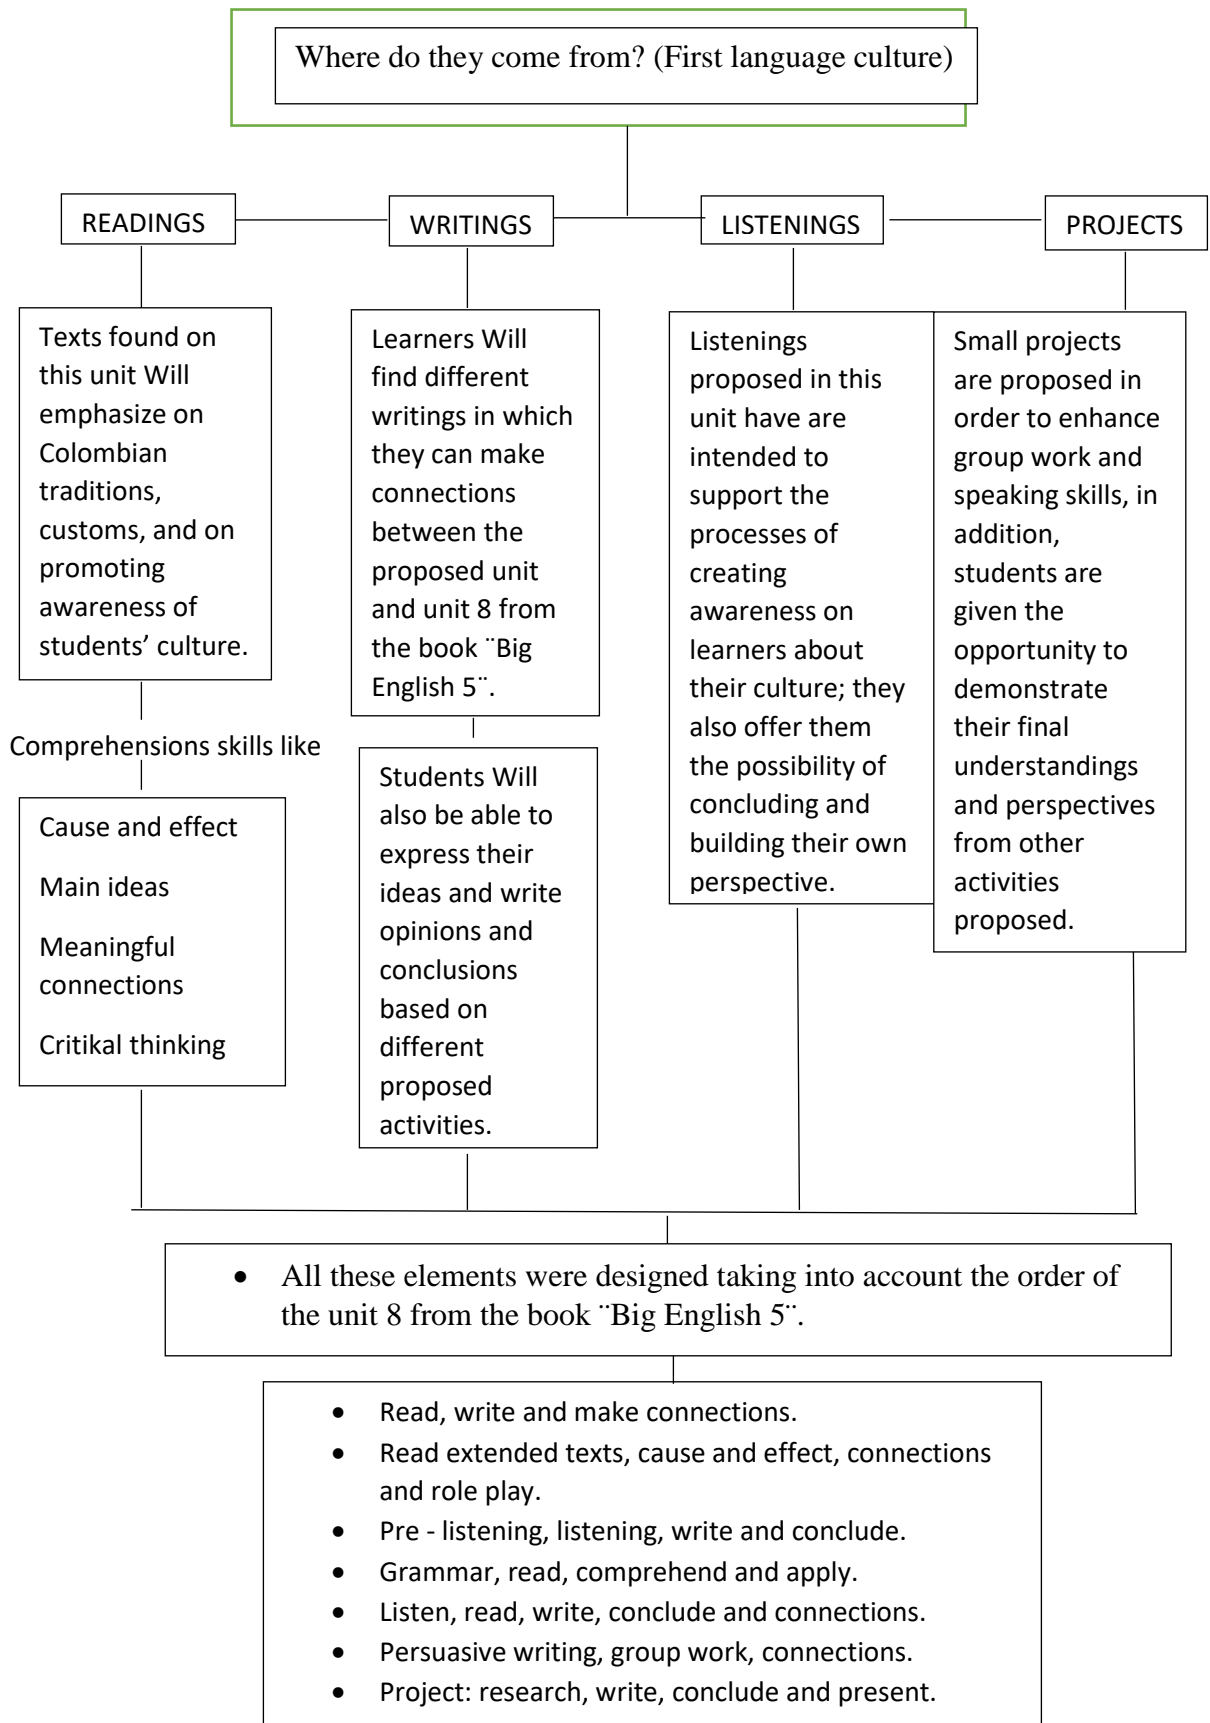 Where do they come from? (First language culture)
READINGS
WRITINGS
LISTENINGS
PROJECTS
Texts found on
this unit Will
emphasize on
Colombian
traditions,
customs, and on
promoting
awareness of
students’ culture.
Comprehensions skills like
Cause and effect
Main ideas
Meaningful
connections
Critikal thinking
Learners Will
find different
writings in which
they can make
connections
between the
proposed unit
and unit 8 from
the book ¨Big
English 5¨.
Students Will
also be able to
express their
ideas and write
opinions and
conclusions
based on
different
proposed
activities.
Listenings
proposed in this
unit have are
intended to
support the
processes of
creating
awareness on
learners about
their culture; they
also offer them
the possibility of
concluding and
building their own
perspective.
Small projects
are proposed in
order to enhance
group work and
speaking skills, in
addition,
students are
given the
opportunity to
demonstrate
their final
understandings
and perspectives
from other
activities
proposed.
• All these elements were designed taking into account the order of
the unit 8 from the book ¨Big English 5¨.
• Read, write and make connections.
• Read extended texts, cause and effect, connections
and role play.
• Pre - listening, listening, write and conclude.
• Grammar, read, comprehend and apply.
• Listen, read, write, conclude and connections.
• Persuasive writing, group work, connections.
• Project: research, write, conclude and present.